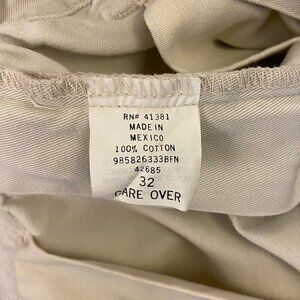 RN# 41381
MADE IN
MEXICO
100% COTTON
985826333BFN
42685
32
CARE OVER